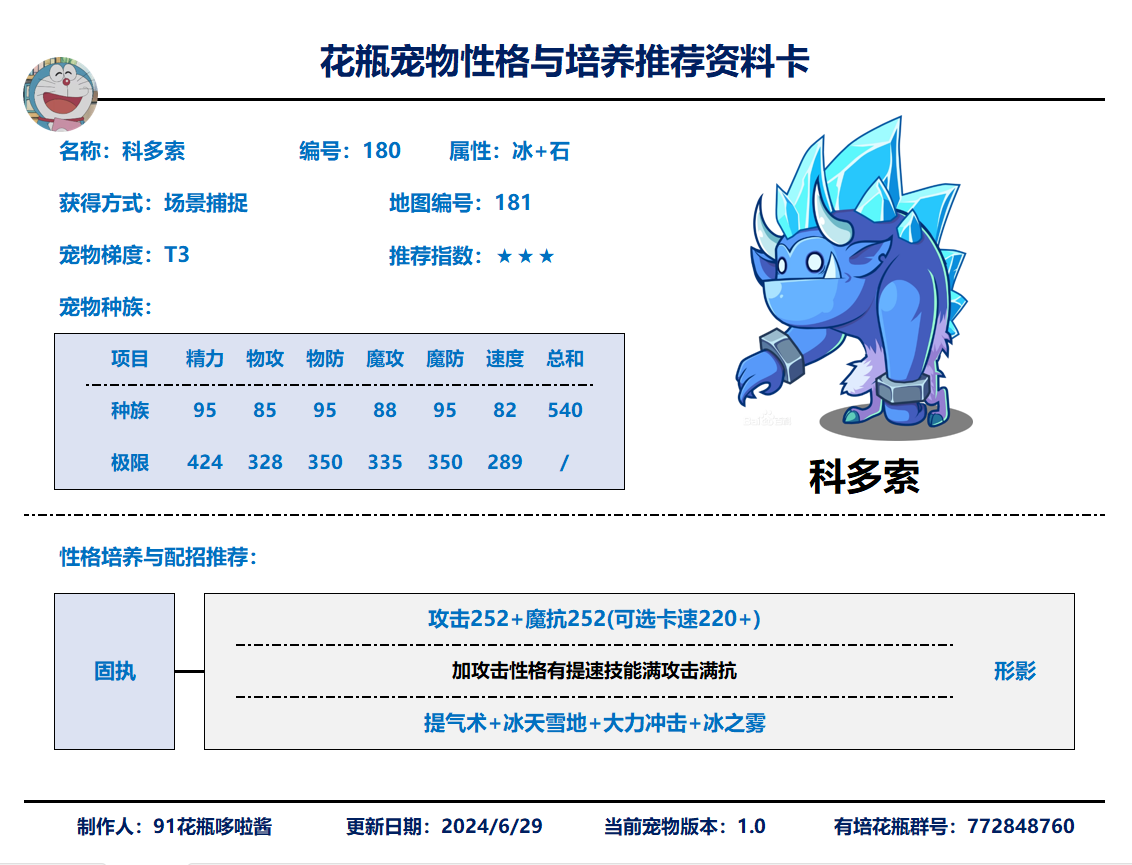 花瓶宠物性格与培养推荐资料卡
名称：科多索 编号：180 属性：冰+石
获得方式：场景捕捉 地图编号：181
宠物梯度：T3 推荐指数：★★★
宠物种族：
项目 精力 物攻 物防 魔攻 魔防 速度 总和
种族 95 85 95 88 95 82 540
极限 424 328 350 335 350 289 /
科多索
性格培养与配招推荐：
固执
攻击252+魔抗252(可选卡速220+)
加攻击性格有提速技能满攻击满抗
提气术+冰天雪地+大力冲击+冰之雾
形影
制作人：91花瓶哆啦酱 更新日期：2024/6/29 当前宠物版本：1.0 有培花瓶群号：772848760